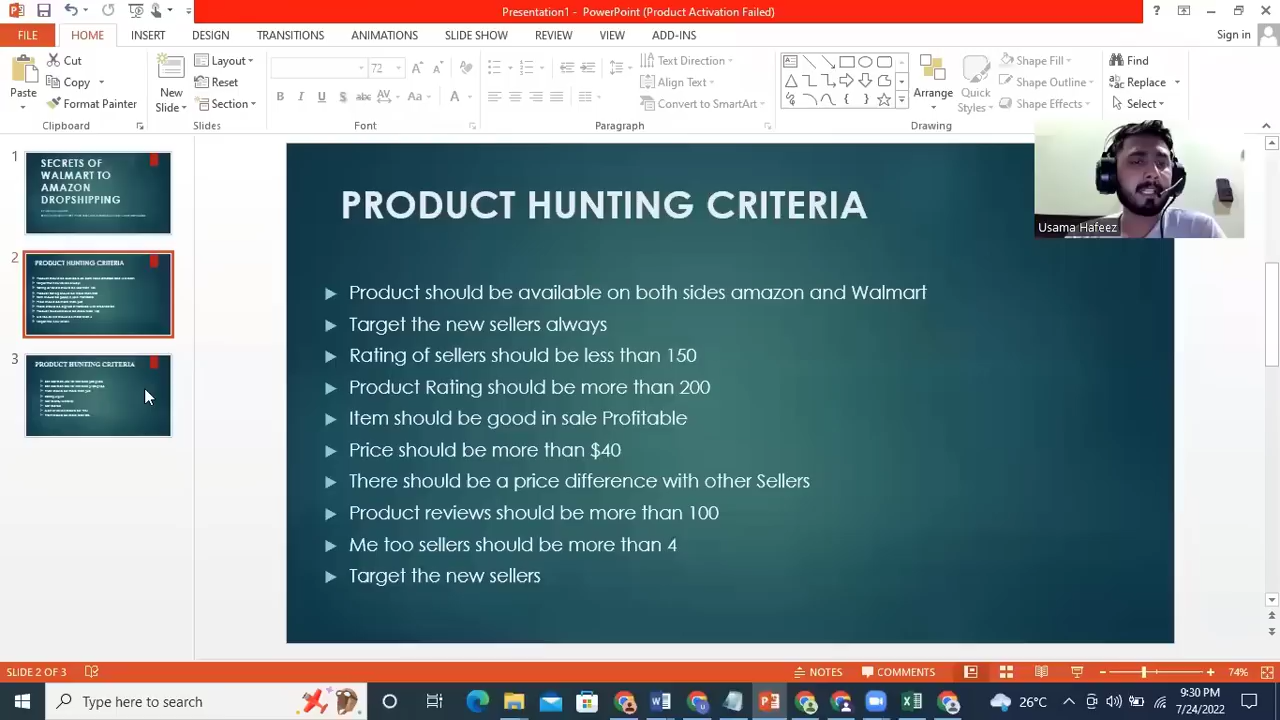 Presentation1 - PowerPoint (Product Activation Failed)
FILE HOME INSERT DESIGN TRANSITIONS ANIMATIONS SLIDE SHOW REVIEW VIEW ADD-INS Sign in
Paste
Cut
Copy
Format Painter
Clipboard
New Slide
Layout
Reset
Section
Slides
72
B I U S abc AV Aa A
Font
Text Direction
Align Text
Convert to SmartArt
Paragraph
Arrange
Quick Styles
Shape Fill
Shape Outline
Shape Effects
Drawing
Find
Replace
Select
Editing
1
SECRETS OF
WALMART TO
AMAZON
DROPSHIPPING
2
PRODUCT HUNTING CRITERIA
3
PRODUCT HUNTING CRITERIA
PRODUCT HUNTING CRITERIA
Product should be available on both sides amazon and Walmart
Target the new sellers always
Rating of sellers should be less than 150
Product Rating should be more than 200
Item should be good in sale Profitable
Price should be more than $40
There should be a price difference with other Sellers
Product reviews should be more than 100
Me too sellers should be more than 4
Target the new sellers
Usama Hafeez
SLIDE 2 OF 3 NOTES COMMENTS 74%
Type here to search
26°C
9:30 PM
7/24/2022